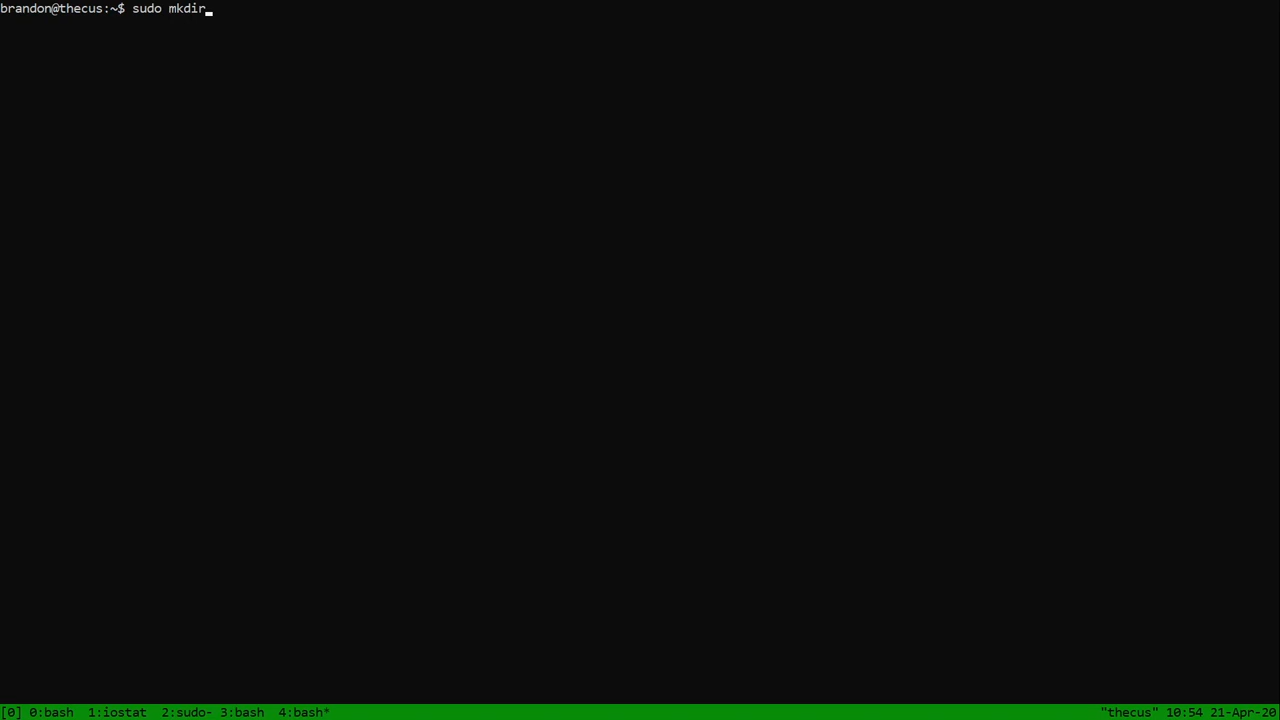 brandon@thecus:~$ sudo mkdir
[0] 0:bash  1:iostat  2:sudo- 3:bash  4:bash*
"thecus" 10:54 21-Apr-20